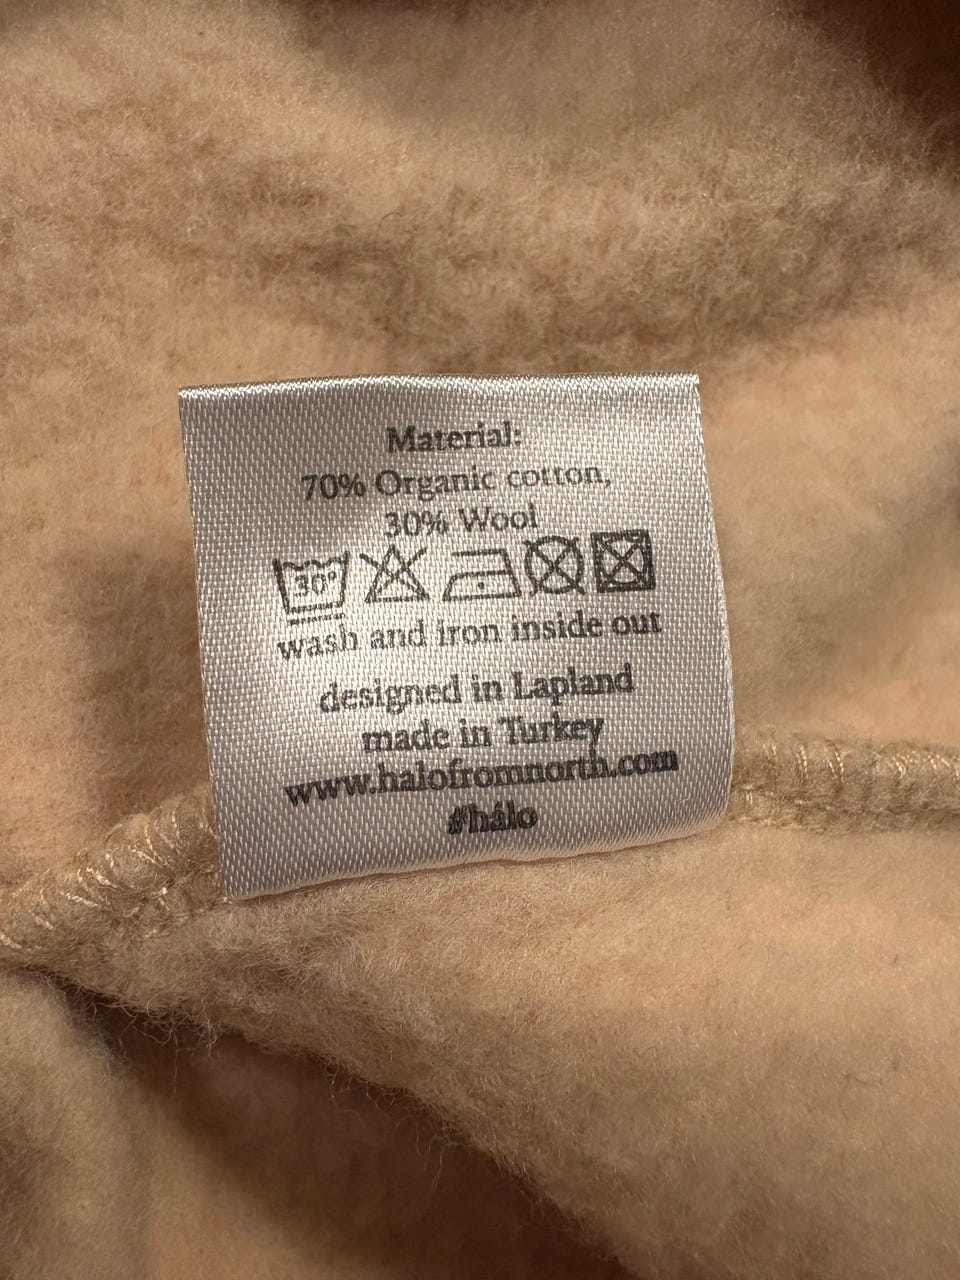 Material:
70% Organic cotton,
30% Wool
30°
wash and iron inside out
designed in Lapland
made in Turkey
www.halofromnorth.com
#hálo